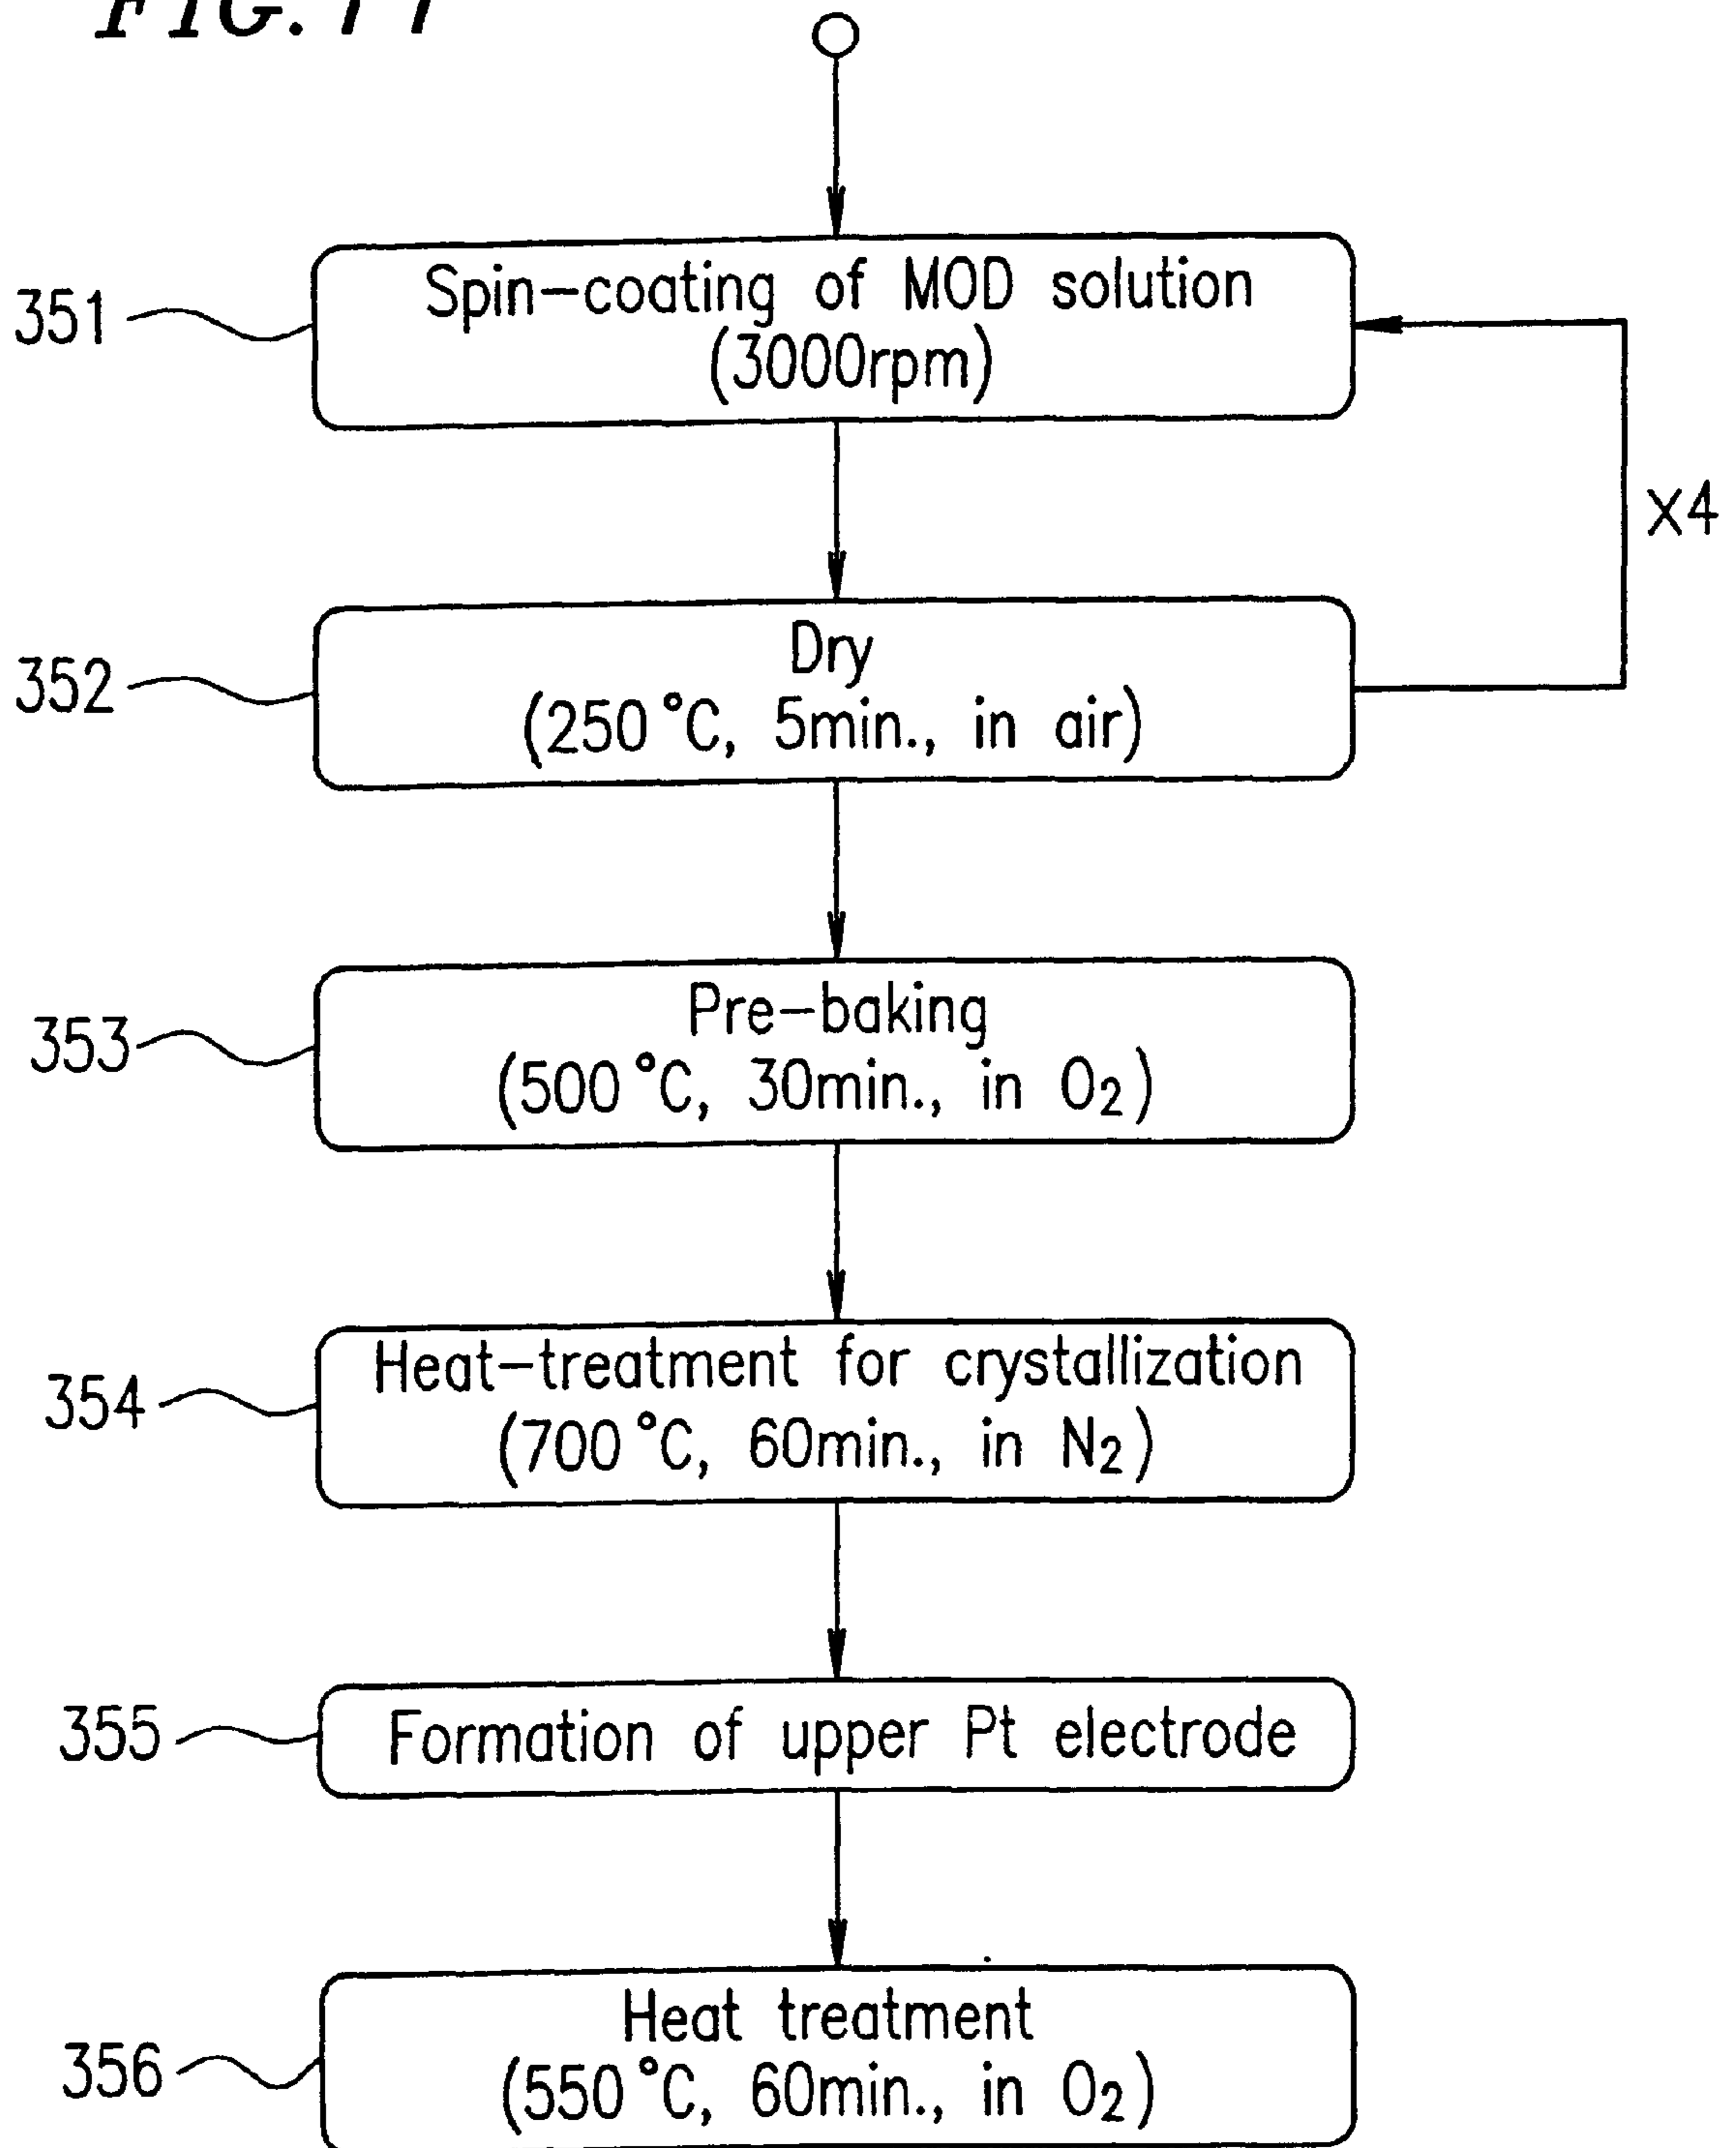 FIG. 11
351
Spin-coating of MOD solution
(3000rpm)
X4
352
Dry
(250°C, 5min., in air)
353
Pre-baking
(500°C, 30min., in O2)
354
Heat-treatment for crystallization
(700°C, 60min., in N2)
355
Formation of upper Pt electrode
356
Heat treatment
(550°C, 60min., in O2)